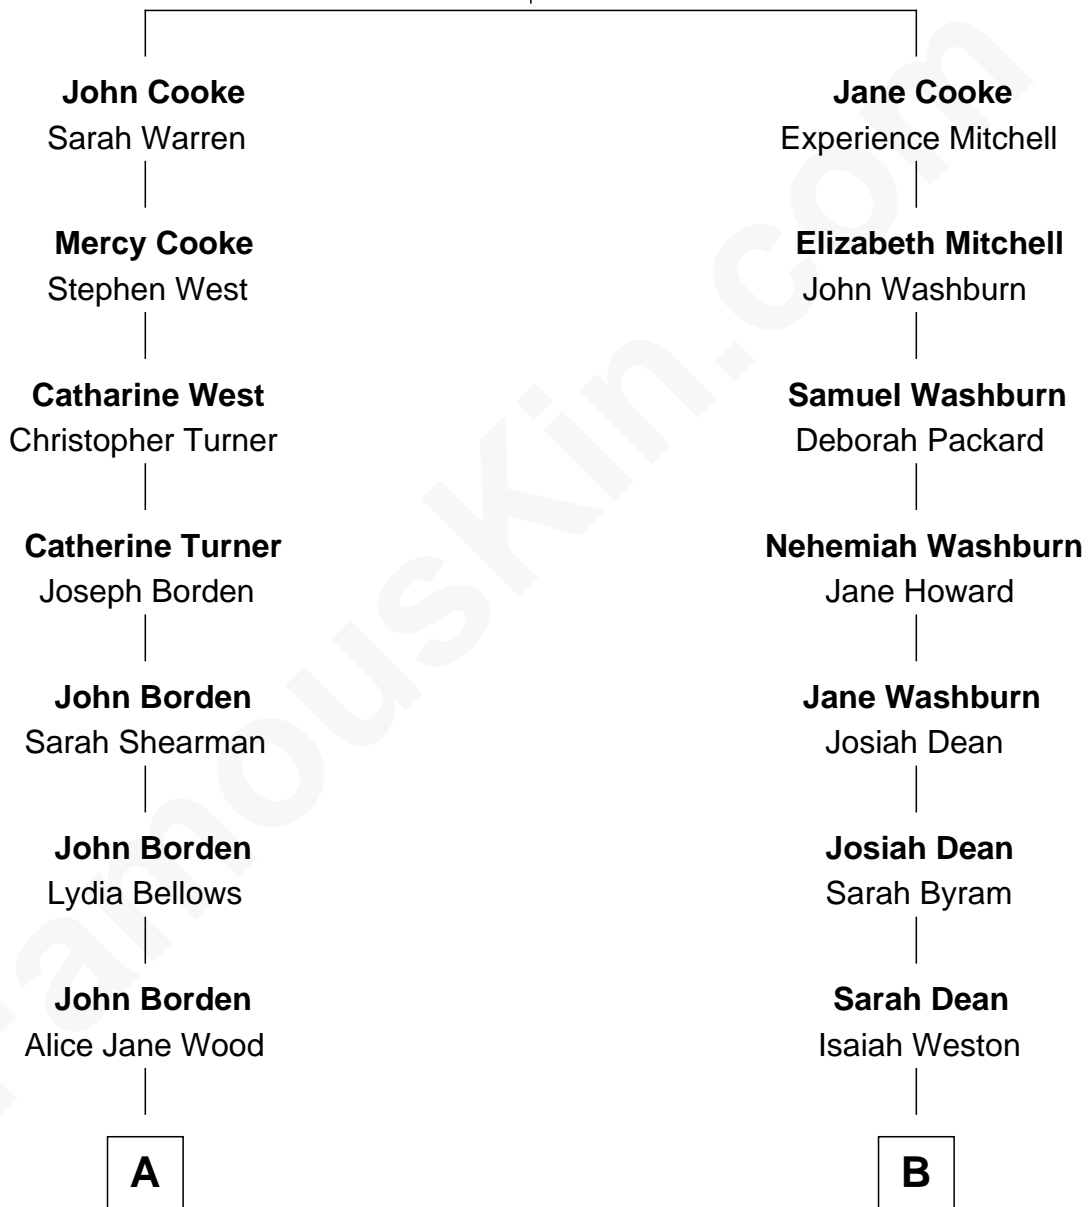 John Cooke
Sarah Warren
Mercy Cooke
Stephen West
Catharine West
Christopher Turner
Catherine Turner
Joseph Borden
John Borden
Sarah Shearman
John Borden
Lydia Bellows
John Borden
Alice Jane Wood
A
Jane Cooke
Experience Mitchell
Elizabeth Mitchell
John Washburn
Samuel Washburn
Deborah Packard
Nehemiah Washburn
Jane Howard
Jane Washburn
Josiah Dean
Josiah Dean
Sarah Byram
Sarah Dean
Isaiah Weston
B
FamousKin.com